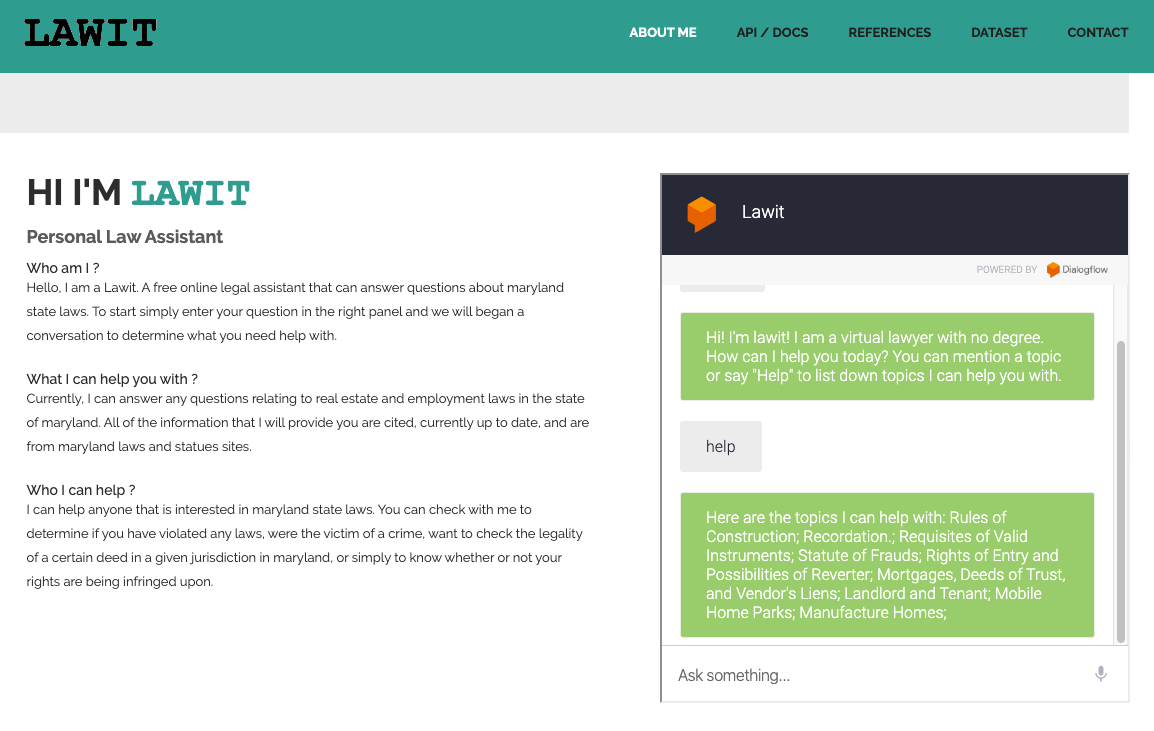 LAWIT
ABOUT ME
API / DOCS
REFERENCES
DATASET
CONTACT
HI I'M LAWIT
Personal Law Assistant
Who am I ?
Hello, I am a Lawit. A free online legal assistant that can answer questions about maryland
state laws. To start simply enter your question in the right panel and we will began a
conversation to determine what you need help with.
What I can help you with ?
Currently, I can answer any questions relating to real estate and employment laws in the state
of maryland. All of the information that I will provide you are cited, currently up to date, and are
from maryland laws and statues sites.
Who I can help ?
I can help anyone that is interested in maryland state laws. You can check with me to
determine if you have violated any laws, were the victim of a crime, want to check the legality
of a certain deed in a given jurisdiction in maryland, or simply to know whether or not your
rights are being infringed upon.
Lawit
POWERED BY Dialogflow
Hi! I'm lawit! I am a virtual lawyer with no degree.
How can I help you today? You can mention a topic
or say "Help" to list down topics I can help you with.
help
Here are the topics I can help with: Rules of
Construction; Recordation.; Requisites of Valid
Instruments; Statute of Frauds; Rights of Entry and
Possibilities of Reverter; Mortgages, Deeds of Trust,
and Vendor's Liens; Landlord and Tenant; Mobile
Home Parks; Manufacture Homes;
Ask something...